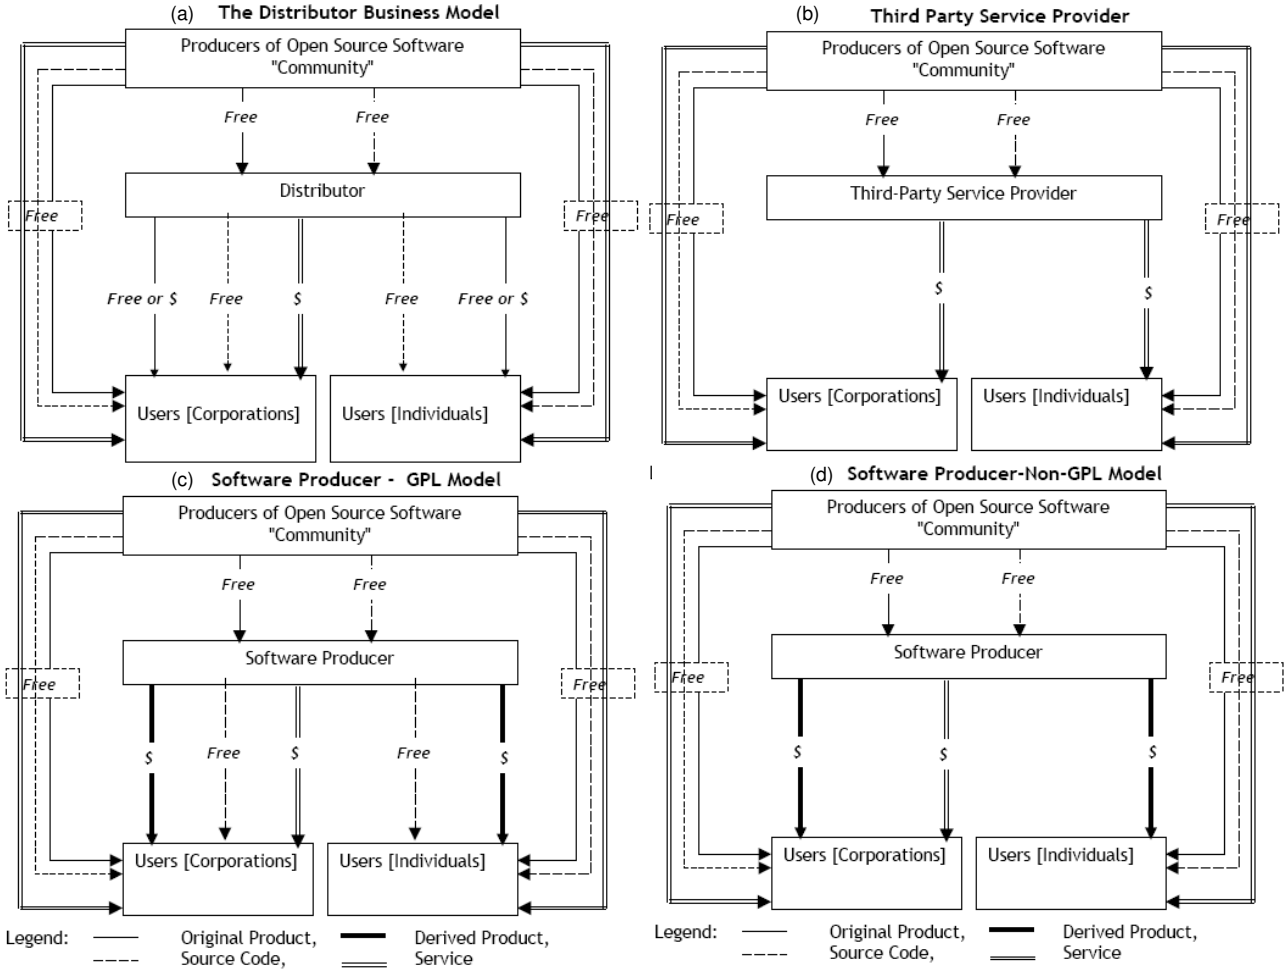 (a) The Distributor Business Model
Producers of Open Source Software
"Community"
Free Free
Distributor
Free Free
Free or $ Free $ Free Free or $
Users [Corporations] Users [Individuals]
(b) Third Party Service Provider
Producers of Open Source Software
"Community"
Free Free
Third-Party Service Provider
Free Free
$ $
Users [Corporations] Users [Individuals]
(c) Software Producer - GPL Model
Producers of Open Source Software
"Community"
Free Free
Software Producer
Free Free
$ Free $ Free $
Users [Corporations] Users [Individuals]
Legend: Original Product, Derived Product,
Source Code, Service
(d) Software Producer-Non-GPL Model
Producers of Open Source Software
"Community"
Free Free
Software Producer
Free Free
$ $ $
Users [Corporations] Users [Individuals]
Legend: Original Product, Derived Product,
Source Code, Service